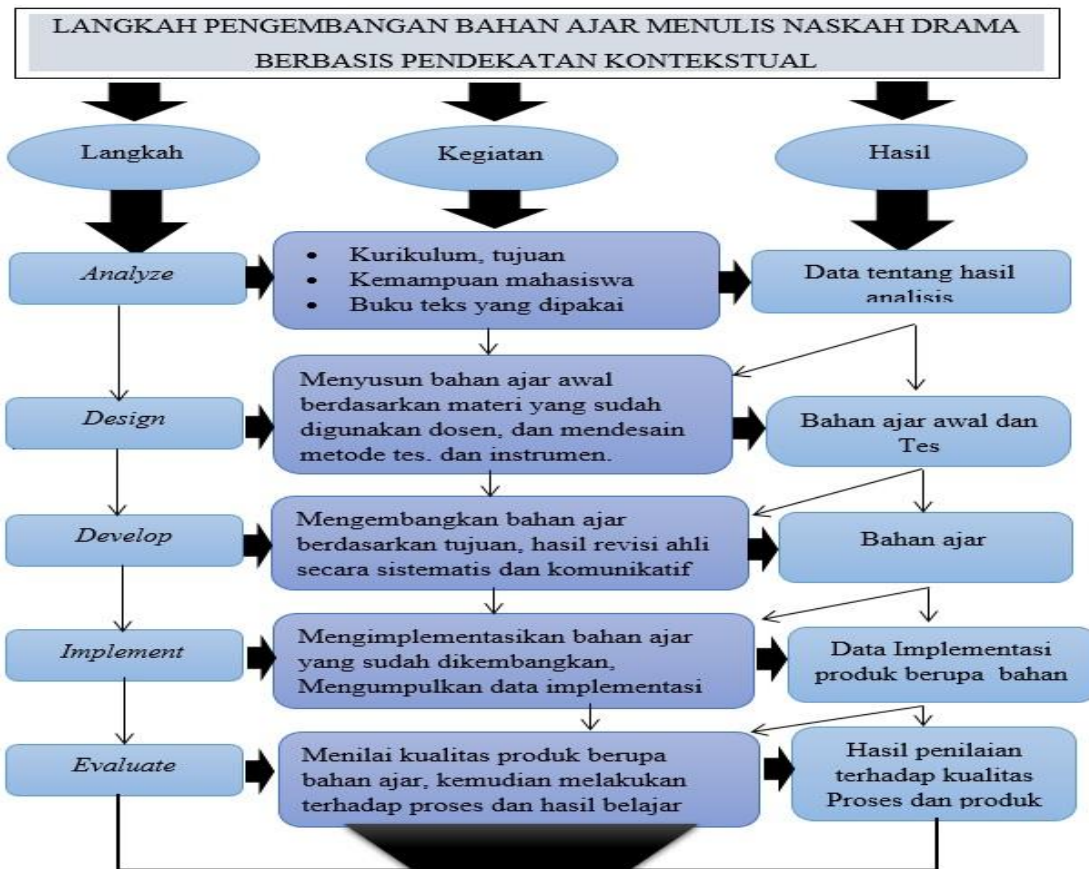 LANGKAH PENGEMBANGAN BAHAN AJAR MENULIS NASKAH DRAMA
BERBASIS PENDEKATAN KONTEKSTUAL
Langkah
Kegiatan
Hasil
Analyze
• Kurikulum, tujuan
• Kemampuan mahasiswa
• Buku teks yang dipakai
Data tentang hasil
analisis
Design
Menyusun bahan ajar awal
berdasarkan materi yang sudah
digunakan dosen, dan mendesain
metode tes. dan instrumen.
Bahan ajar awal dan
Tes
Develop
Mengembangkan bahan ajar
berdasarkan tujuan, hasil revisi ahli
secara sistematis dan komunikatif
Bahan ajar
Implement
Mengimplementasikan bahan ajar
yang sudah dikembangkan,
Mengumpulkan data implementasi
Data Implementasi
produk berupa bahan
Evaluate
Menilai kualitas produk berupa
bahan ajar, kemudian melakukan
terhadap proses dan hasil belajar
Hasil penilaian
terhadap kualitas
Proses dan produk